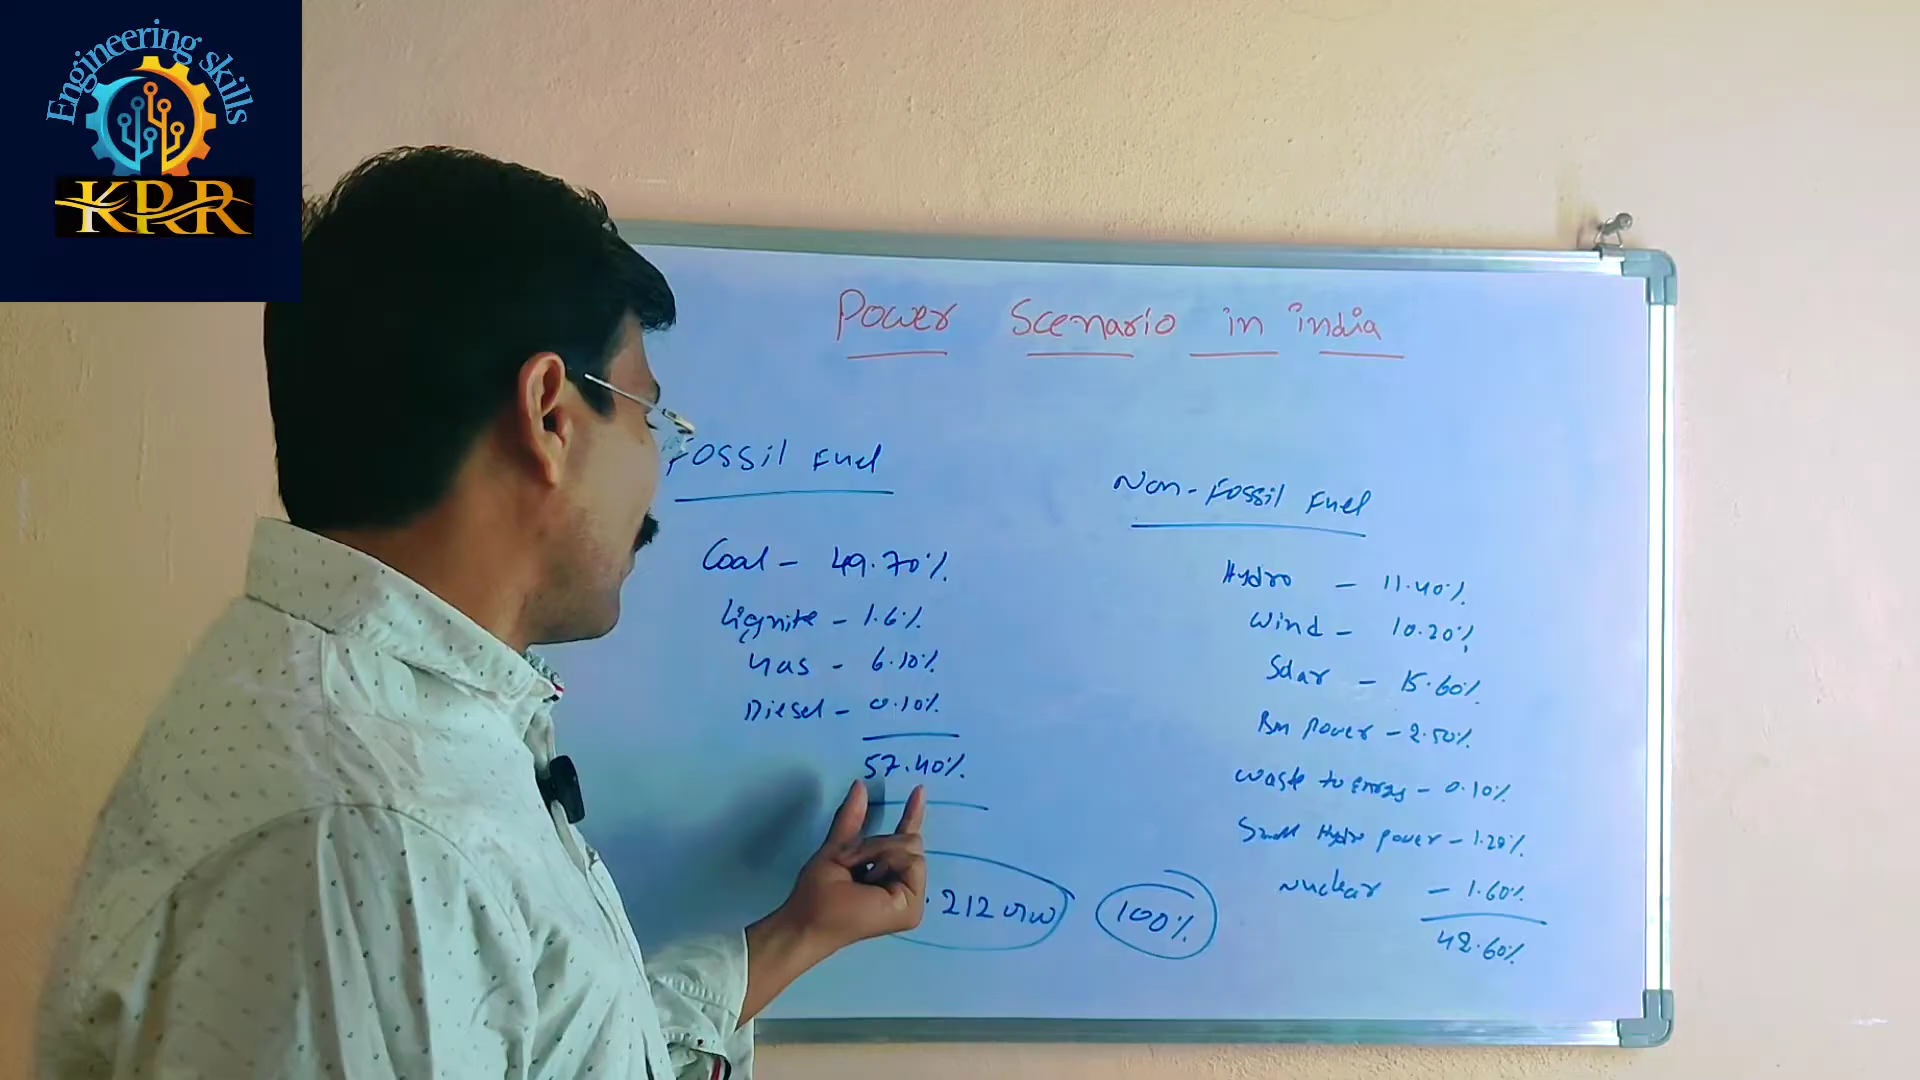 Engineering skills
KRR
Power Scenario in india
Fossil Fuel
Coal - 49.70%
Lignite - 1.6%
Gas - 6.10%
Diesel - 0.10%
57.40%
.212 MW
100%
Non-Fossil Fuel
Hydro - 11.40%
Wind - 10.20%
Solar - 15.60%
Bm power - 2.50%
Waste to energy - 0.10%
Small Hydro power - 1.20%
Nuclear - 1.60%
42.60%